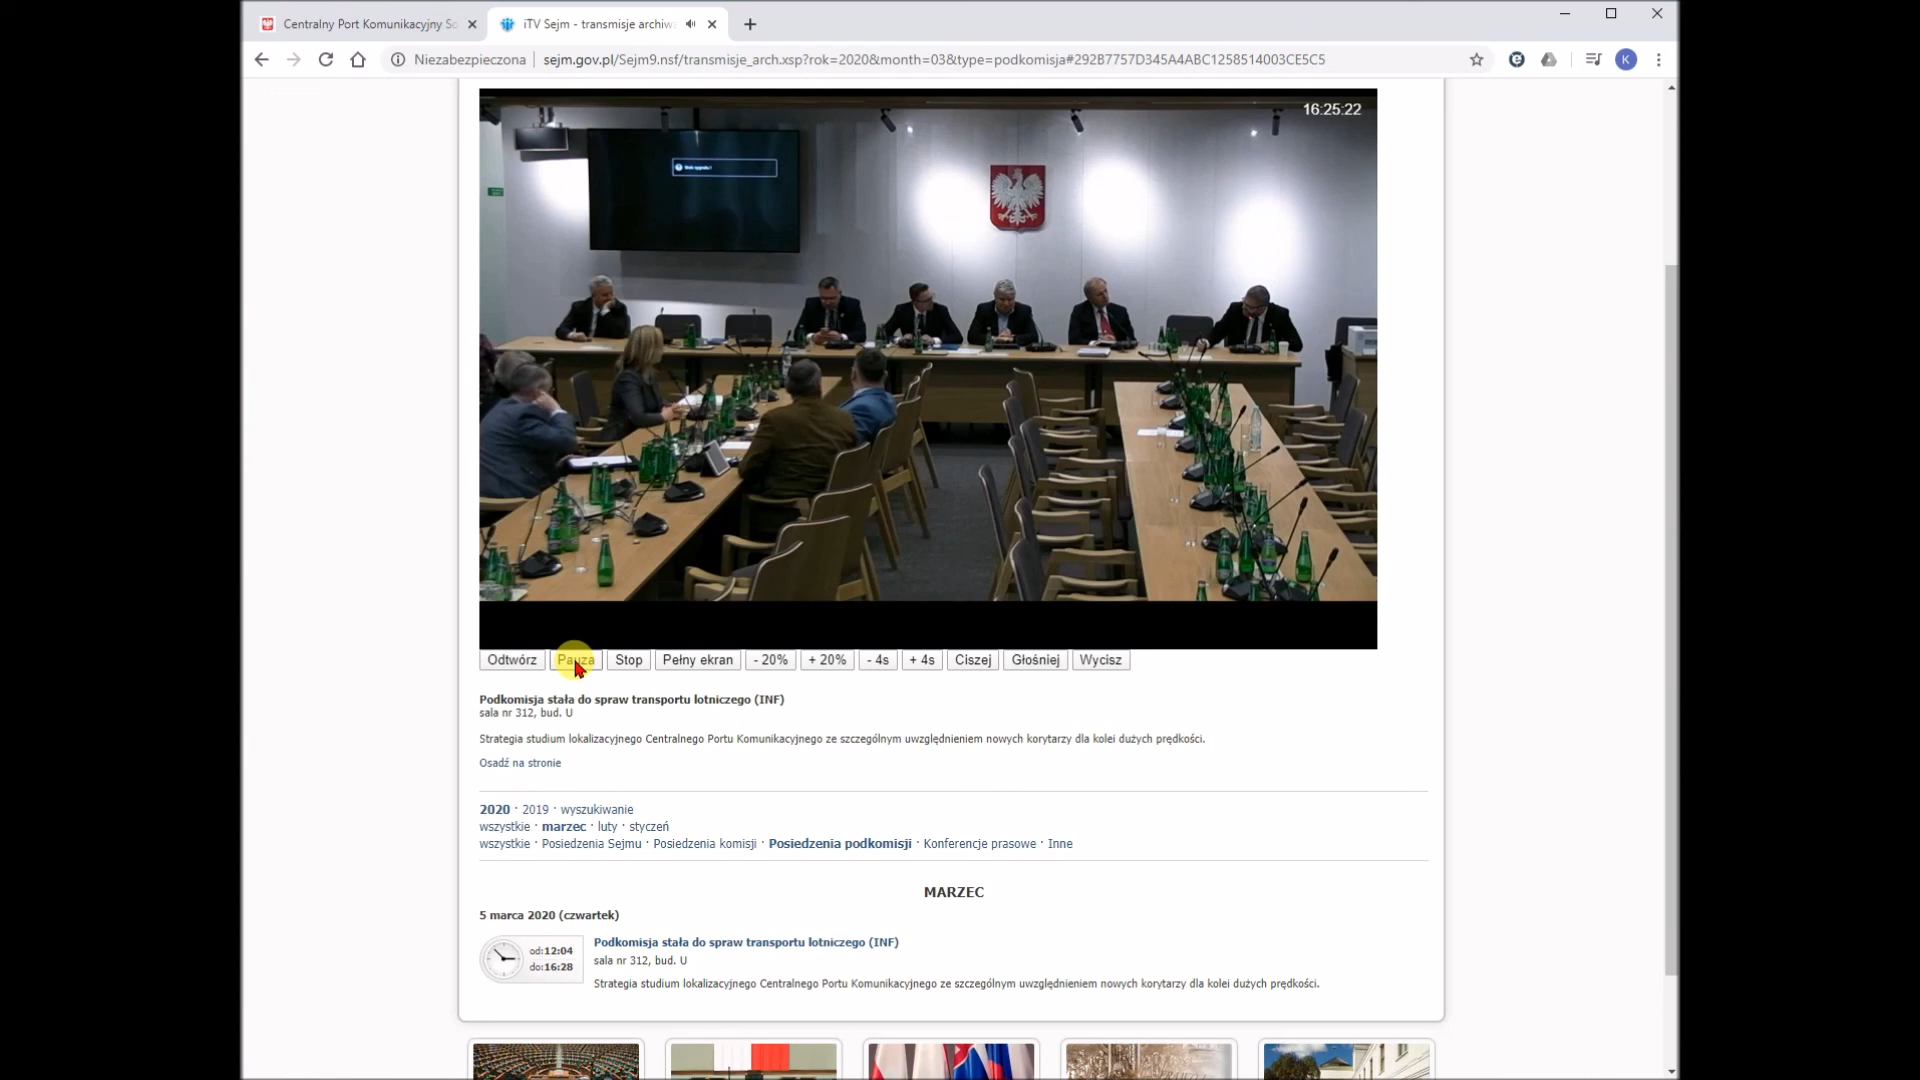 Centralny Port Komunikacyjny So
iTV Sejm - transmisje archiw
Niezabezpieczona
sejm.gov.pl/Sejm9.nsf/transmisje_arch.xsp?rok=2020&month=03&type=podkomisja#292B7757D345A4ABC1258514003CE5C5
K
16:25:22
Odtwórz
Pauza
Stop
Pełny ekran
- 20%
+ 20%
- 4s
+ 4s
Ciszej
Głośniej
Wycisz
Podkomisja stała do spraw transportu lotniczego (INF)
sala nr 312, bud. U
Strategia studium lokalizacyjnego Centralnego Portu Komunikacyjnego ze szczególnym uwzględnieniem nowych korytarzy dla kolei dużych prędkości.
Osadź na stronie
2020 · 2019 · wyszukiwanie
wszystkie · marzec · luty · styczeń
wszystkie · Posiedzenia Sejmu · Posiedzenia komisji · Posiedzenia podkomisji · Konferencje prasowe · Inne
MARZEC
5 marca 2020 (czwartek)
od:12:04
do:16:28
Podkomisja stała do spraw transportu lotniczego (INF)
sala nr 312, bud. U
Strategia studium lokalizacyjnego Centralnego Portu Komunikacyjnego ze szczególnym uwzględnieniem nowych korytarzy dla kolei dużych prędkości.